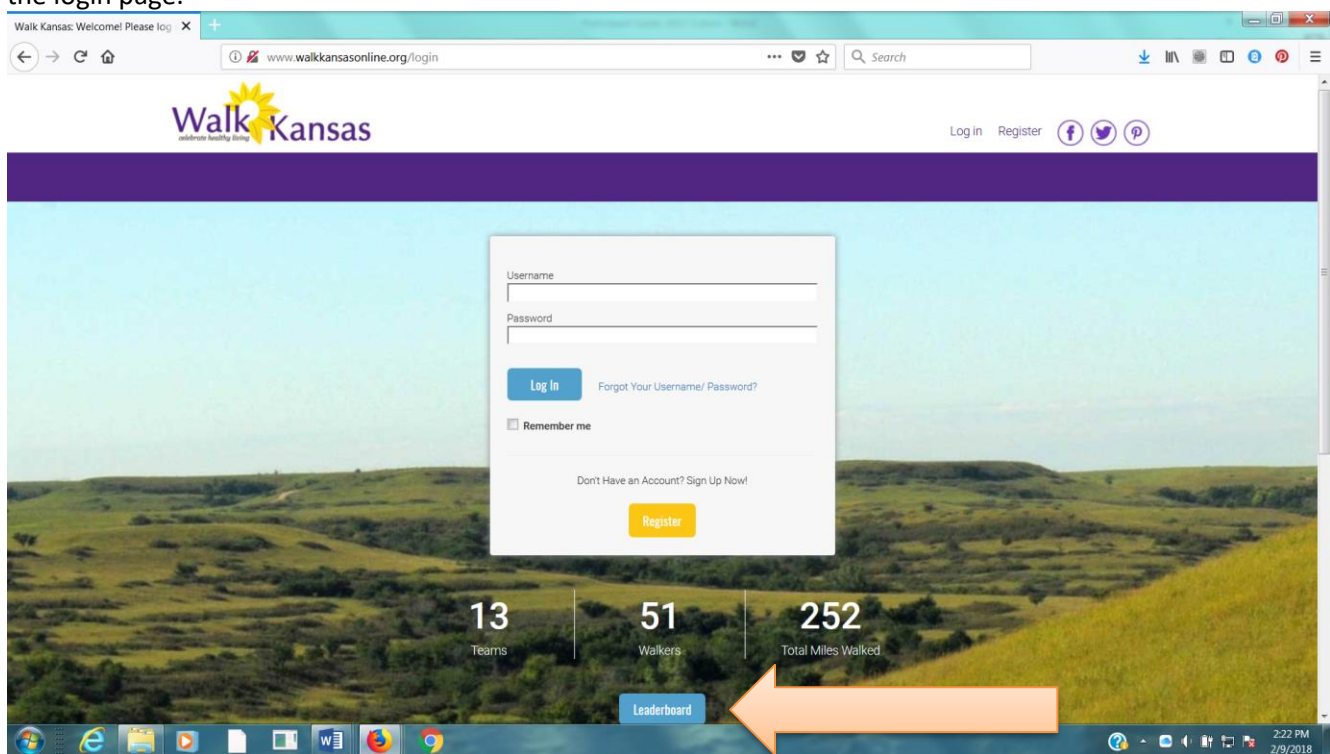 the login page.
Walk Kansas: Welcome! Please log
www.walkkansasonline.org/login
Search
Walk Kansas
celebrate healthy living
Log in Register
Username
Password
Log In Forgot Your Username/ Password?
Remember me
Don't Have an Account? Sign Up Now!
Register
13 51 252
Teams Walkers Total Miles Walked
Leaderboard
2:22 PM
2/9/2018